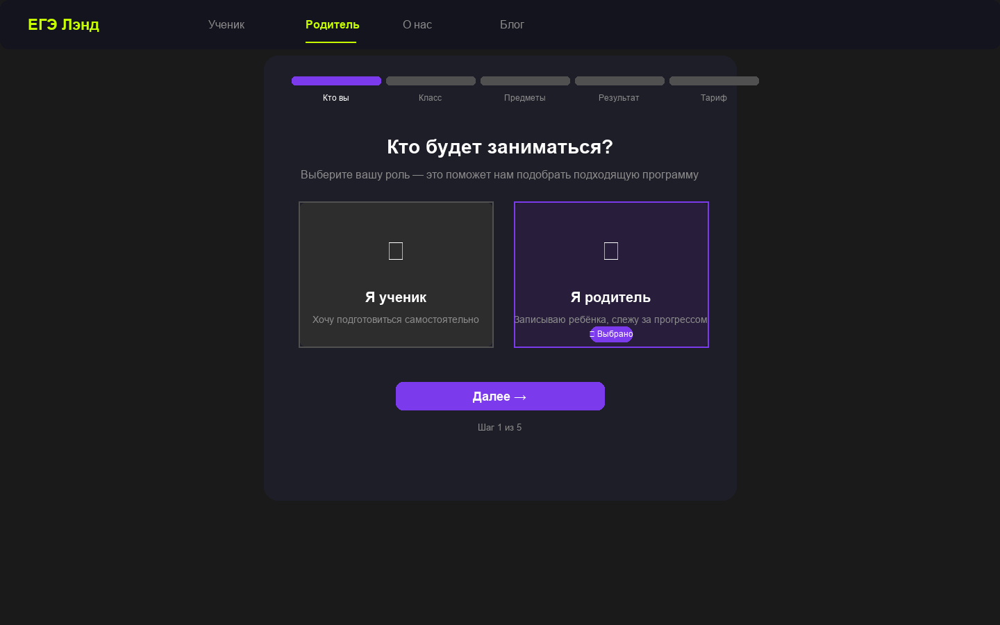 ЕГЭ Лэнд
Ученик
Родитель
О нас
Блог
Кто вы
Класс
Предметы
Результат
Тариф
Кто будет заниматься?
Выберите вашу роль — это поможет нам подобрать подходящую программу
Я ученик
Хочу подготовиться самостоятельно
Я родитель
Записываю ребёнка, слежу за прогрессом
Выбрано
Далее →
Шаг 1 из 5